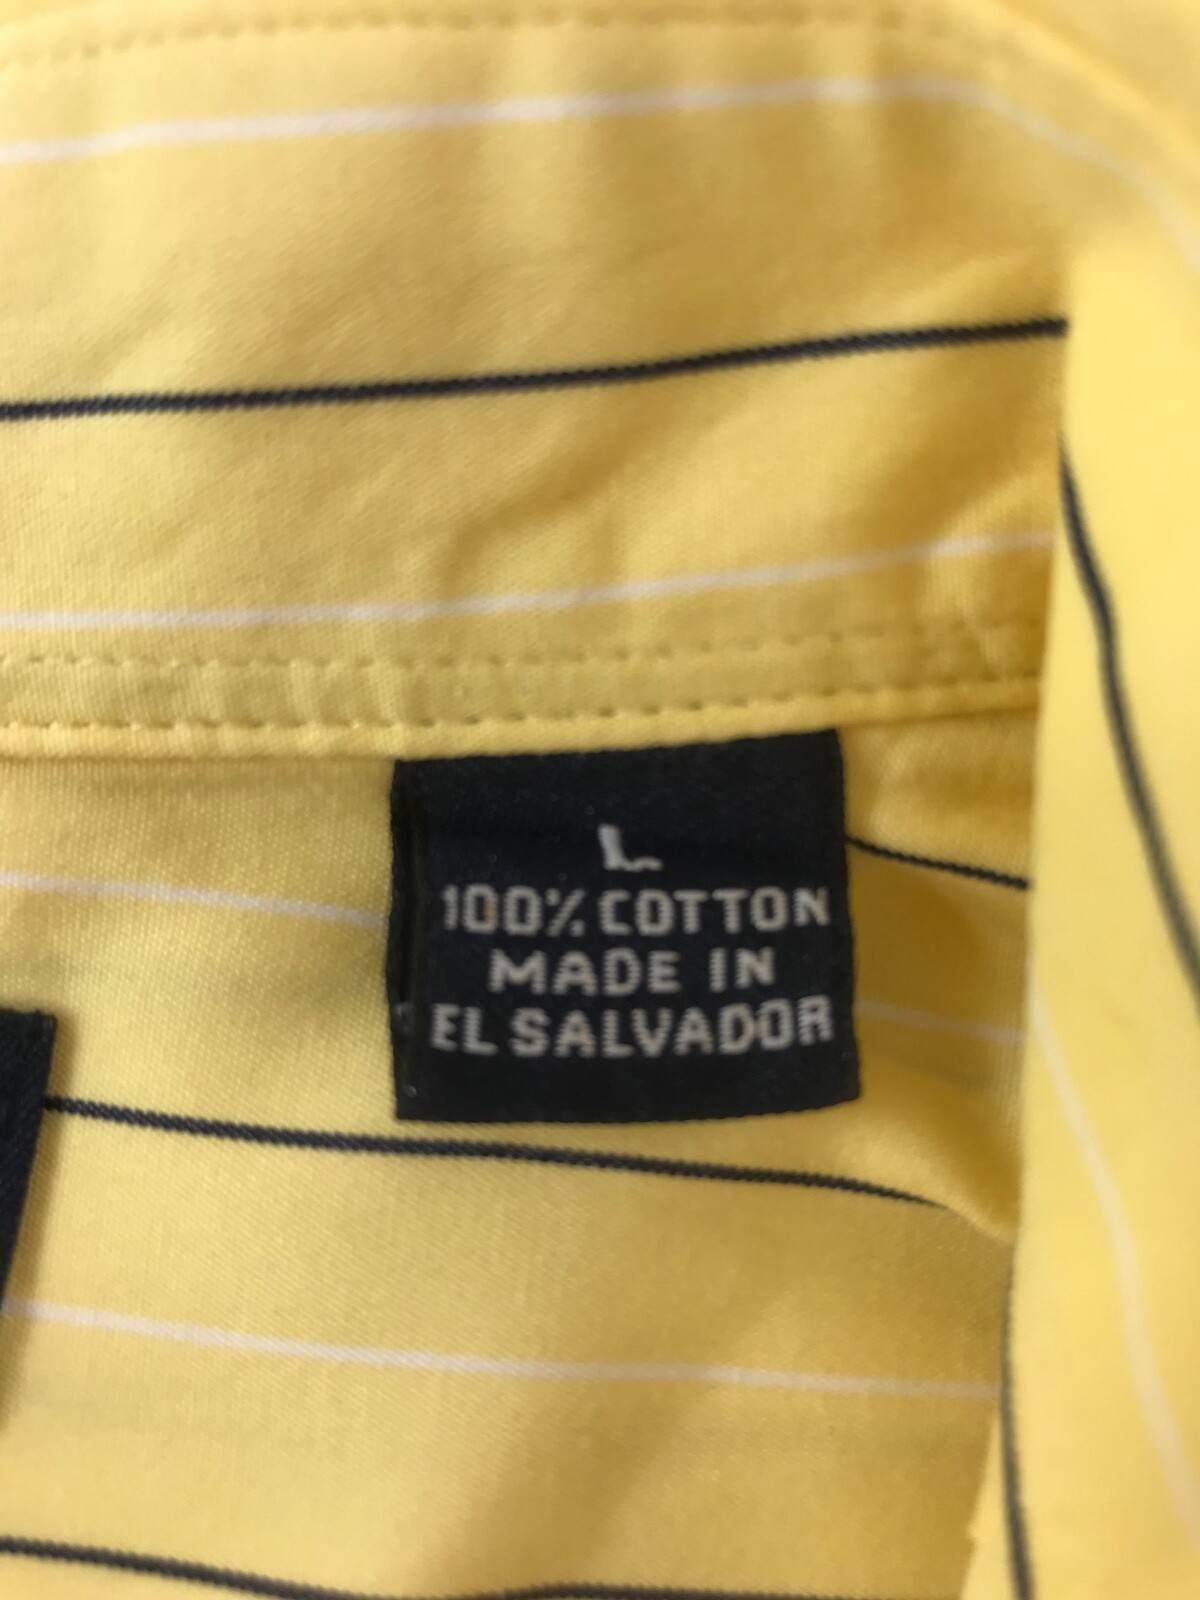 L
100% COTTON
MADE IN
EL SALVADOR